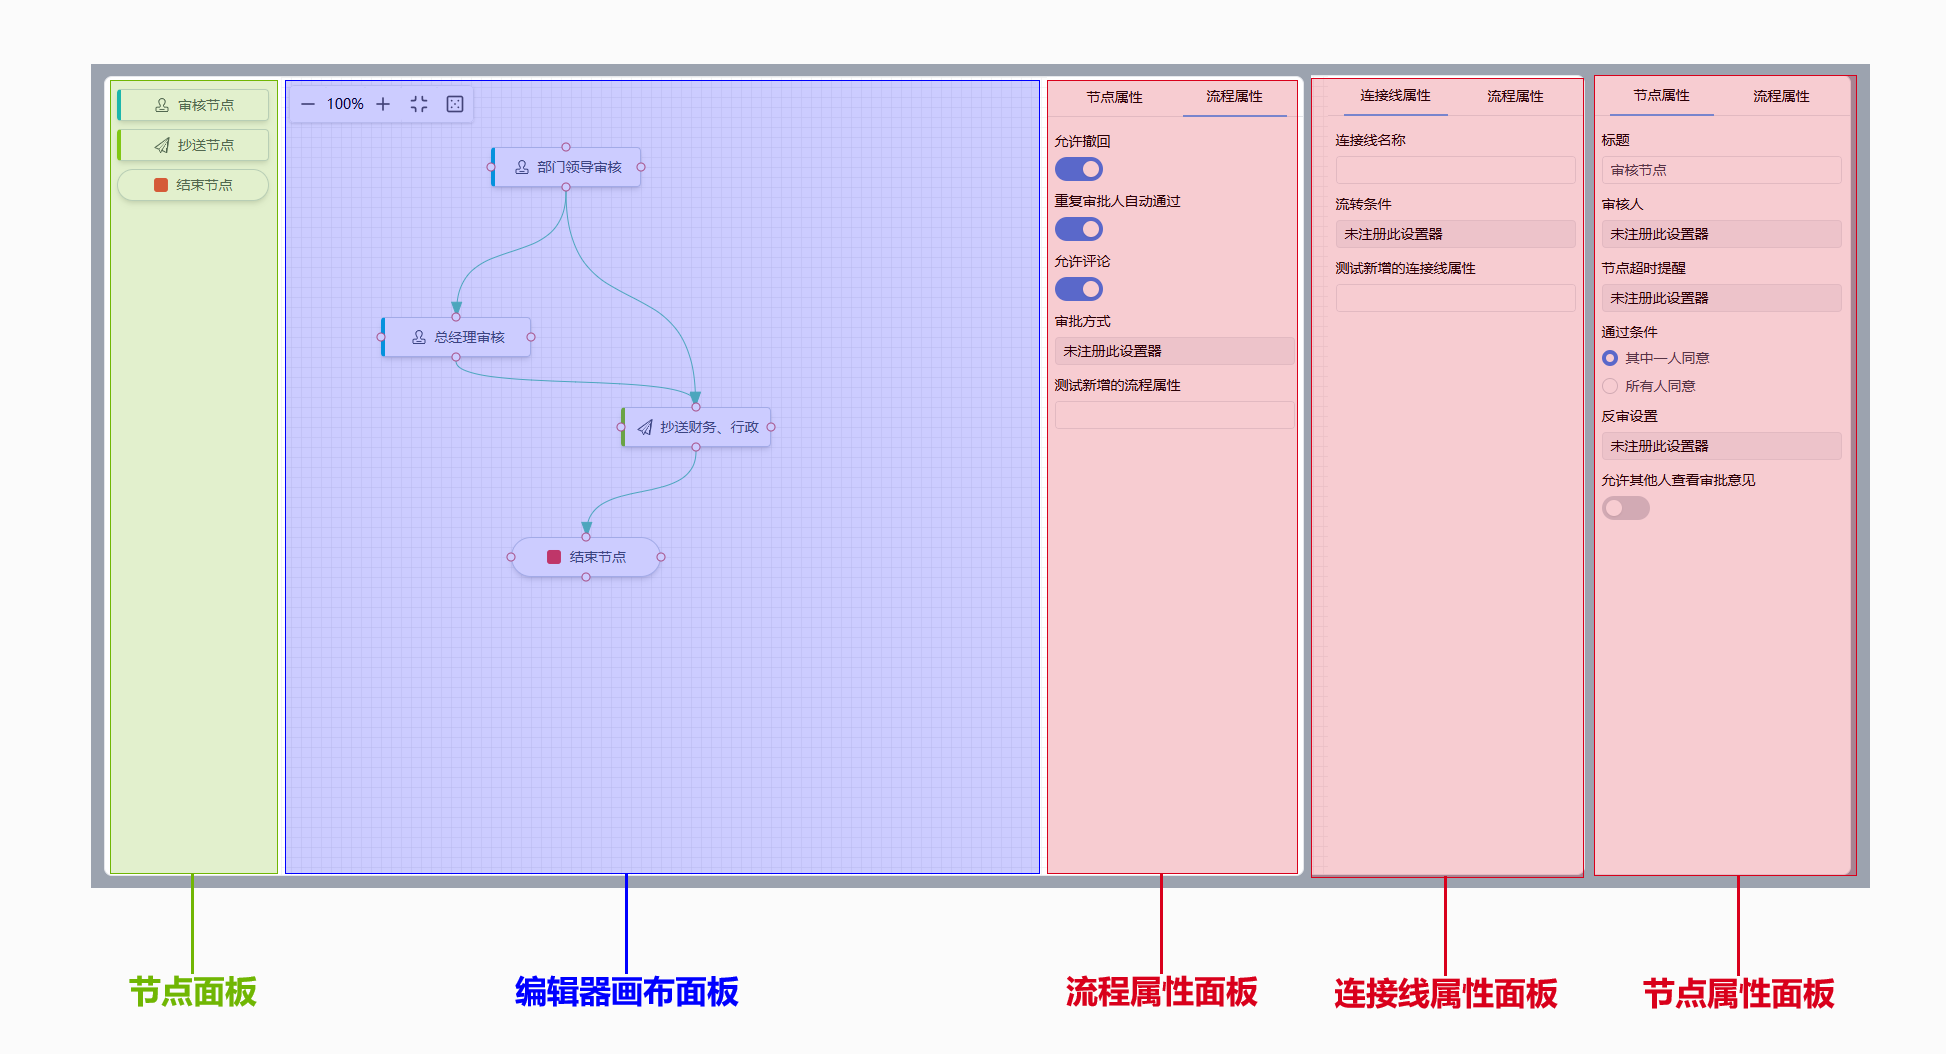 审核节点
抄送节点
结束节点
100%
部门领导审核
总经理审核
抄送财务、行政
结束节点
节点属性 流程属性
允许撤回
重复审批人自动通过
允许评论
审批方式
未注册此设置器
测试新增的流程属性
连接线属性 流程属性
连接线名称
流转条件
未注册此设置器
测试新增的连接线属性
节点属性 流程属性
标题
审核节点
审核人
未注册此设置器
节点超时提醒
未注册此设置器
通过条件
其中一人同意
所有人同意
反审设置
未注册此设置器
允许其他人查看审批意见
节点面板
编辑器画布面板
流程属性面板
连接线属性面板
节点属性面板